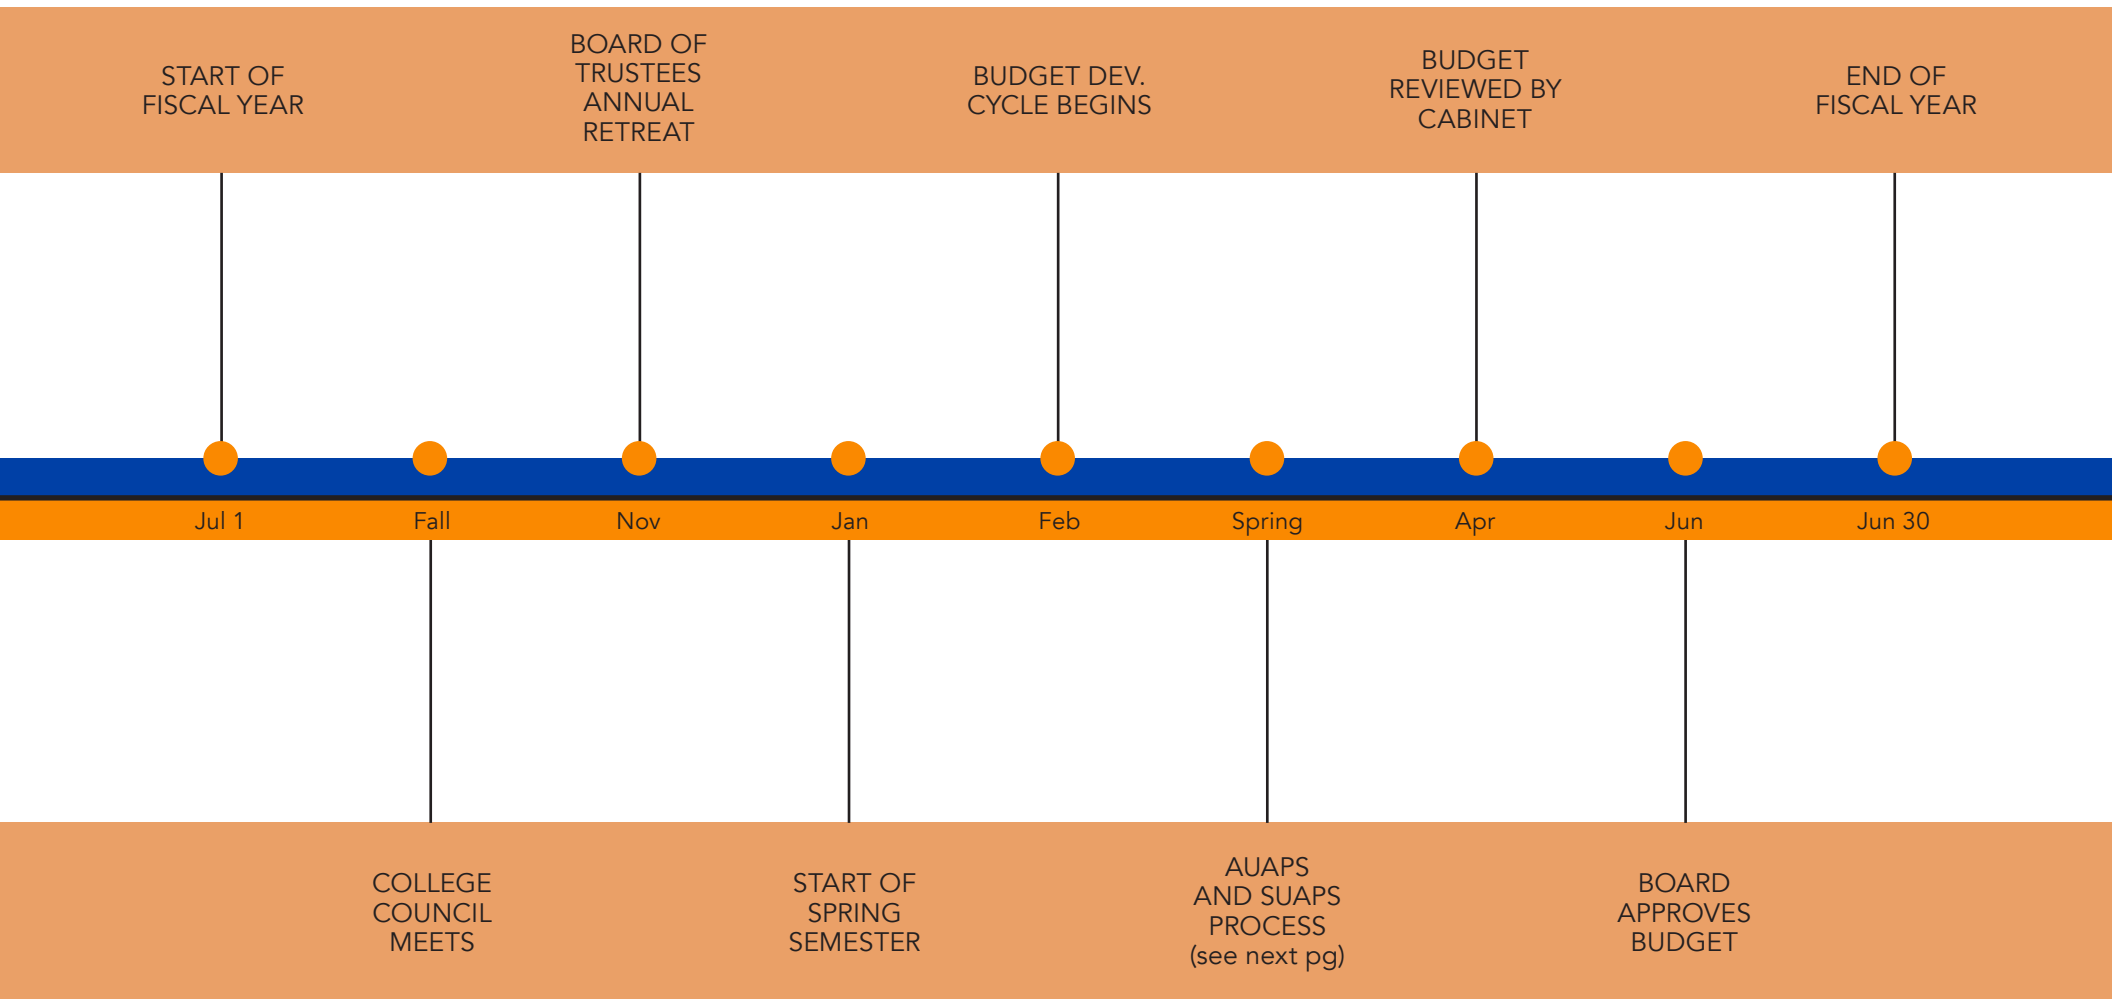 START OF
FISCAL YEAR
BOARD OF
TRUSTEES
ANNUAL
RETREAT
BUDGET DEV.
CYCLE BEGINS
BUDGET
REVIEWED BY
CABINET
END OF
FISCAL YEAR
Jul 1
Fall
Nov
Jan
Feb
Spring
Apr
Jun
Jun 30
COLLEGE
COUNCIL
MEETS
START OF
SPRING
SEMESTER
AUAPS
AND SUAPS
PROCESS
(see next pg)
BOARD
APPROVES
BUDGET